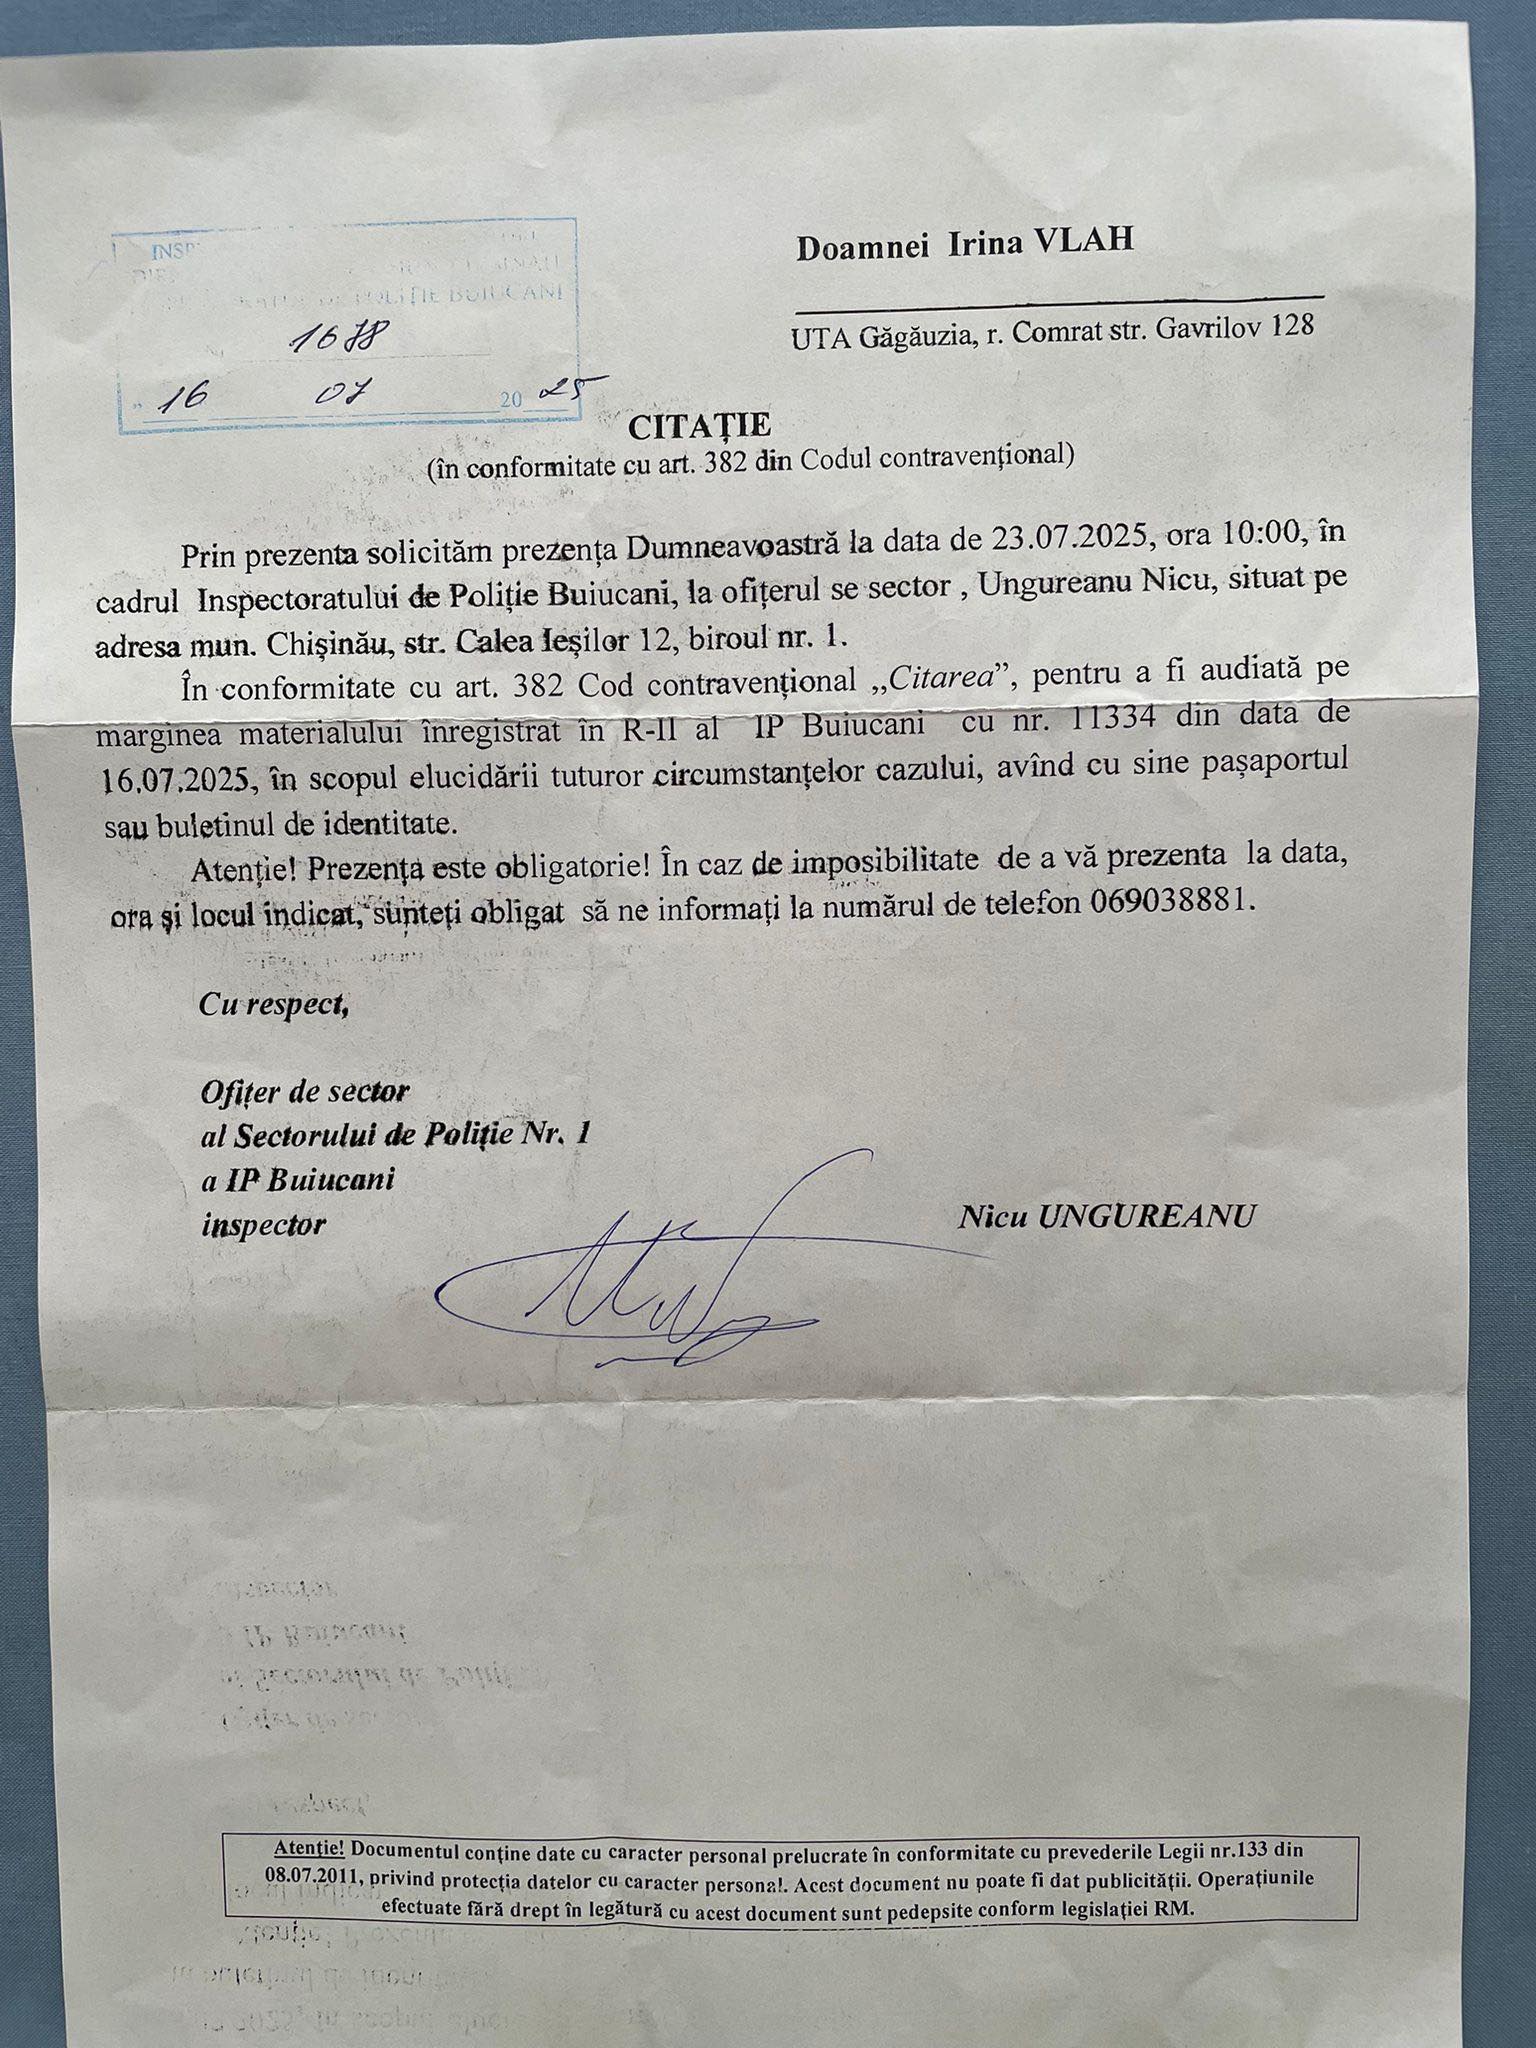 Doamnei Irina VLAH
UTA Găgăuzia, r. Comrat str. Gavrilov 128
POLIȚIE BUIUCANI
1678
„ 16 07 20 25
CITAȚIE
(în conformitate cu art. 382 din Codul contravențional)
Prin prezenta solicităm prezența Dumneavoastră la data de 23.07.2025, ora 10:00, în
cadrul Inspectoratului de Poliție Buiucani, la ofițerul se sector , Ungureanu Nicu, situat pe
adresa mun. Chișinău, str. Calea Ieșilor 12, biroul nr. 1.
În conformitate cu art. 382 Cod contravențional „Citarea”, pentru a fi audiată pe
marginea materialului înregistrat în R-II al IP Buiucani cu nr. 11334 din data de
16.07.2025, în scopul elucidării tuturor circumstanțelor cazului, avînd cu sine pașaportul
sau buletinul de identitate.
Atenție! Prezența este obligatorie! În caz de imposibilitate de a vă prezenta la data,
ora și locul indicat, sunteți obligat să ne informați la numărul de telefon 069038881.
Cu respect,
Ofițer de sector
al Sectorului de Poliție Nr. 1
a IP Buiucani
inspector
Nicu UNGUREANU
Atenție! Documentul conține date cu caracter personal prelucrate în conformitate cu prevederile Legii nr.133 din
08.07.2011, privind protecția datelor cu caracter personal. Acest document nu poate fi dat publicității. Operațiunile
efectuate fără drept în legătură cu acest document sunt pedepsite conform legislației RM.